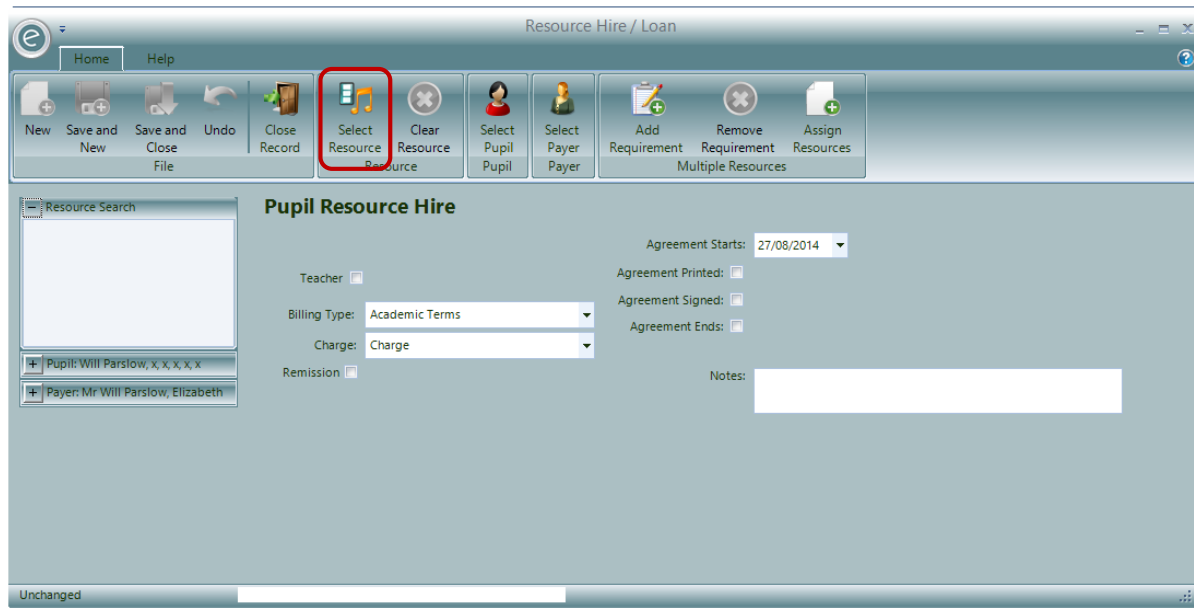 e
Resource Hire / Loan
Home Help
New Save and New Save and Close Undo Close Record Select Resource Clear Resource Select Pupil Select Payer Add Requirement Remove Requirement Assign Resources
File Resource Pupil Payer Multiple Resources
Resource Search
Pupil: Will Parslow, x, x, x, x, x
Payer: Mr Will Parslow, Elizabeth
Pupil Resource Hire
Teacher
Billing Type: Academic Terms
Charge: Charge
Remission
Agreement Starts: 27/08/2014
Agreement Printed:
Agreement Signed:
Agreement Ends:
Notes:
Unchanged